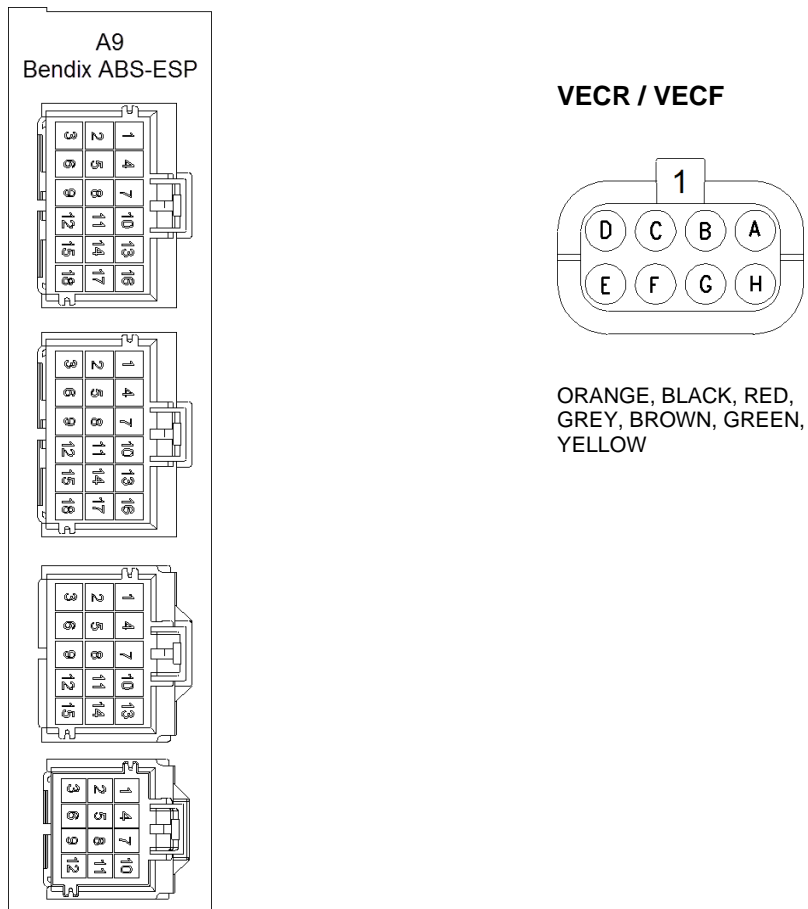 A9
Bendix ABS-ESP
3 2 1
6 5 4
9 8 7
12 11 10
15 14 13
18 17 16
3 2 1
6 5 4
9 8 7
12 11 10
15 14 13
18 17 16
3 2 1
6 5 4
9 8 7
12 11 10
15 14 13
3 2 1
6 5 4
9 8 7
12 11 10
VECR / VECF
1
D C B A
E F G H
ORANGE, BLACK, RED,
GREY, BROWN, GREEN,
YELLOW